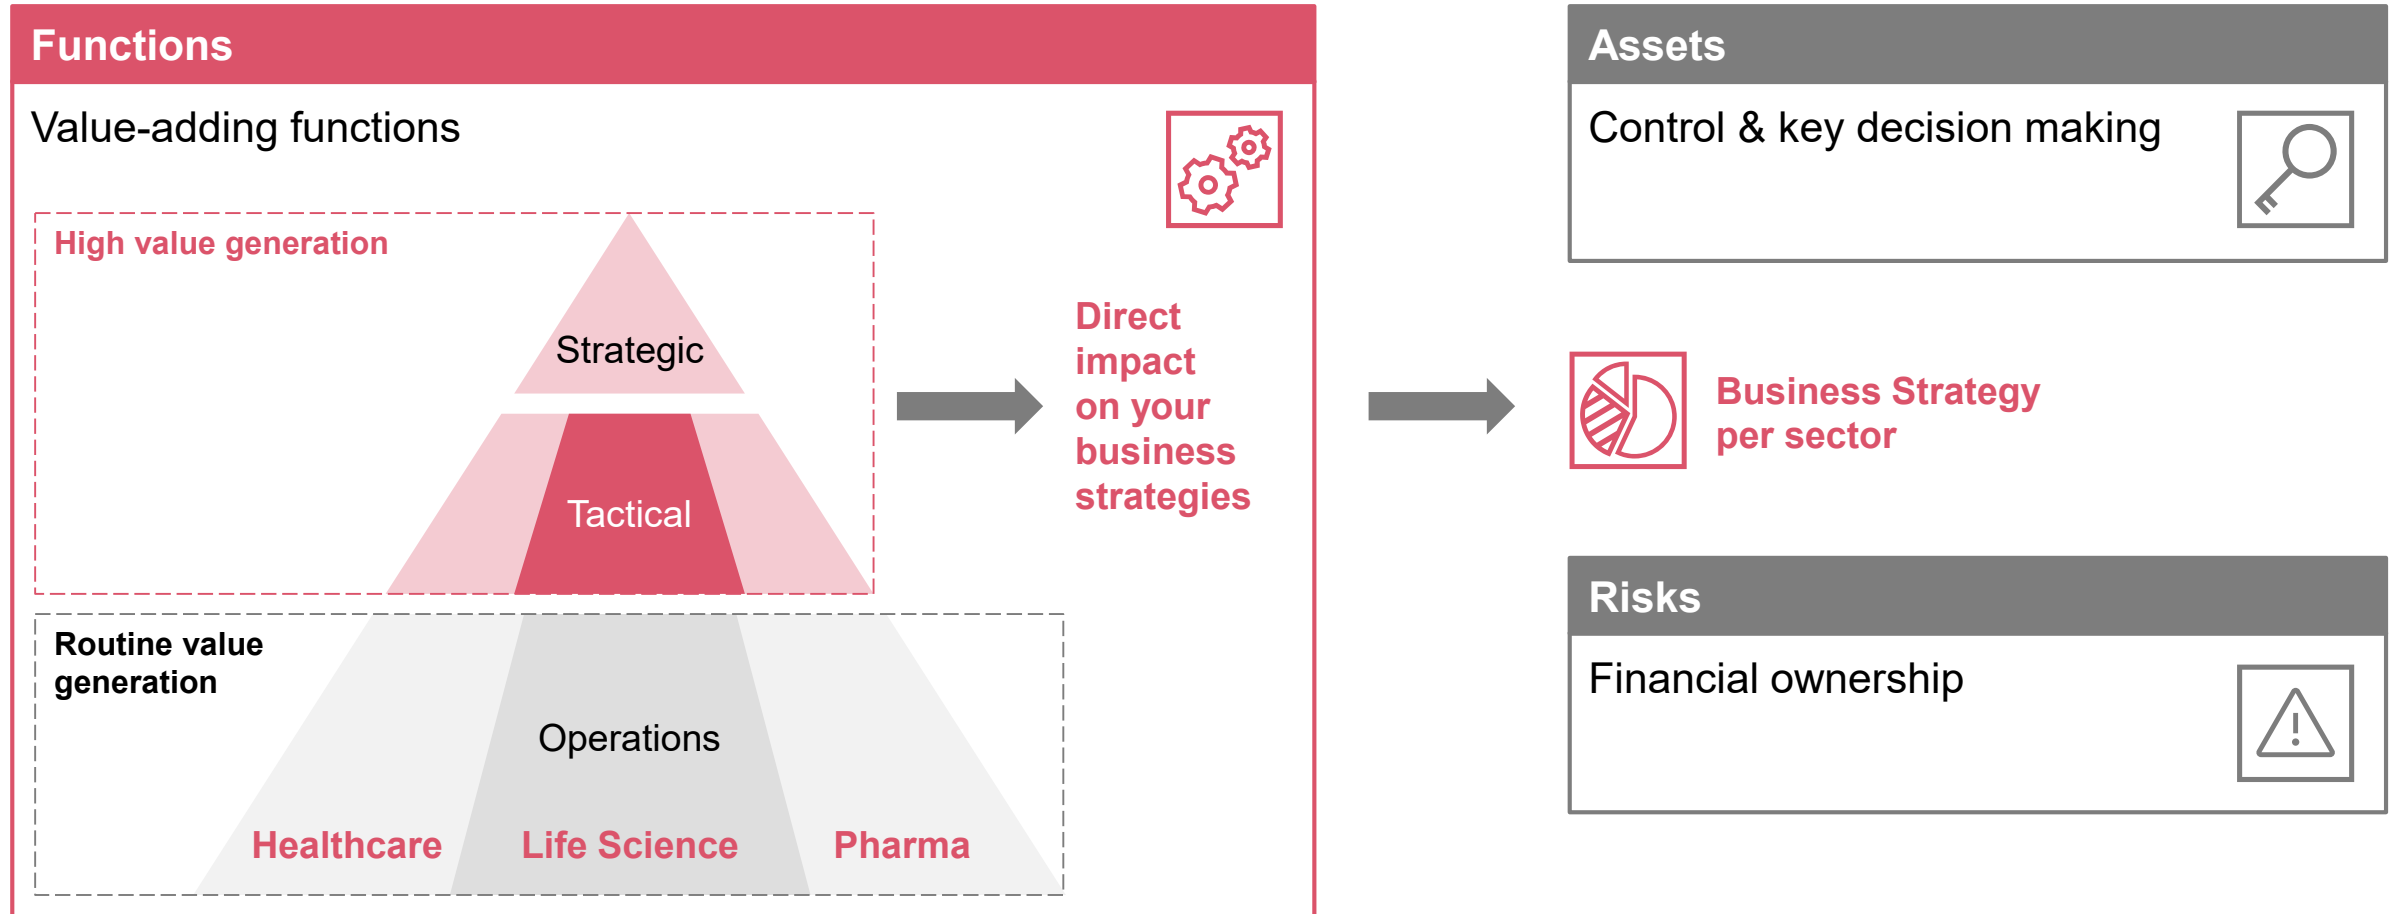 Functions
Value-adding functions
High value generation
Strategic
Tactical
Direct
impact
on your
business
strategies
Routine value
generation
Operations
Healthcare
Life Science
Pharma
Assets
Control & key decision making
Business Strategy
per sector
Risks
Financial ownership